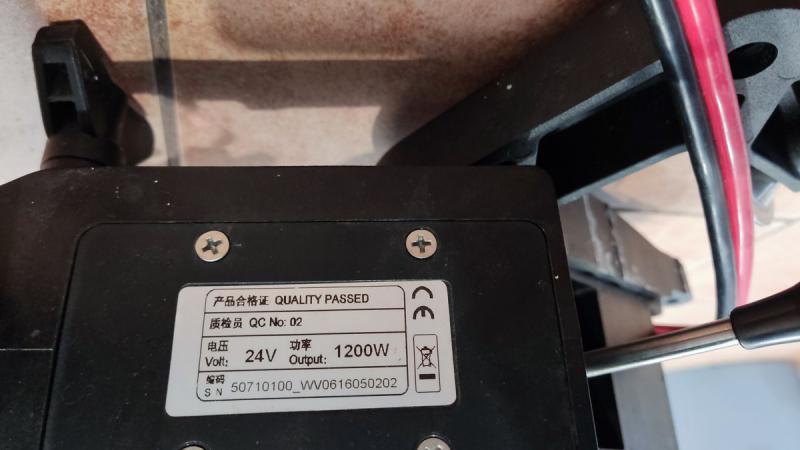 产品合格证 QUALITY PASSED
质检员 QC No: 02
电压 功率
Volt: 24V Output: 1200W
编码
S N 50710100_WV0616050202
CE